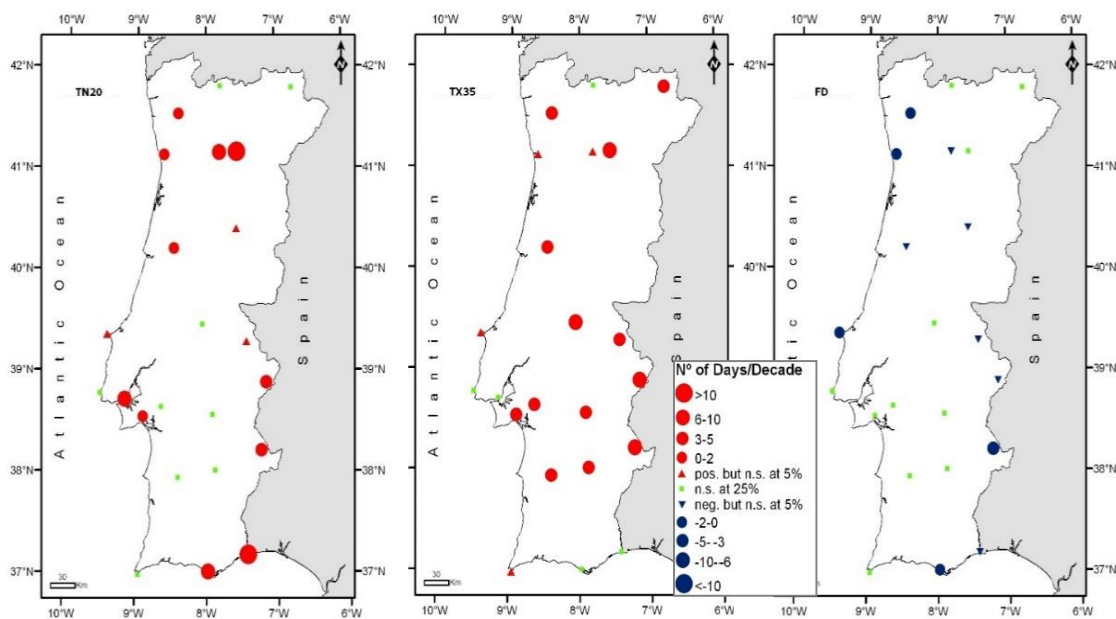 10°W 9°W 8°W 7°W 6°W 10°W 9°W 8°W 7°W 6°W 10°W 9°W 8°W 7°W 6°W
42°N 42°N 42°N 42°N
N N N
TN20 TX35 FD
41°N 41°N 41°N 41°N
Atlantic Ocean
Atlantic Ocean
Ocean
40°N 40°N 40°N 40°N
Spain
Spain
Spain
39°N 39°N 39°N
Nº of Days/Decade
>10
6-10
3-5
0-2
pos. but n.s. at 5%
n.s. at 25%
neg. but n.s. at 5%
-2-0
-5--3
-10--6
<-10
38°N 38°N 38°N
37°N 37°N 37°N
30 Km 30 Km
10°W 9°W 8°W 7°W 6°W 10°W 9°W 8°W 7°W 6°W 10°W 9°W 8°W 7°W 6°W